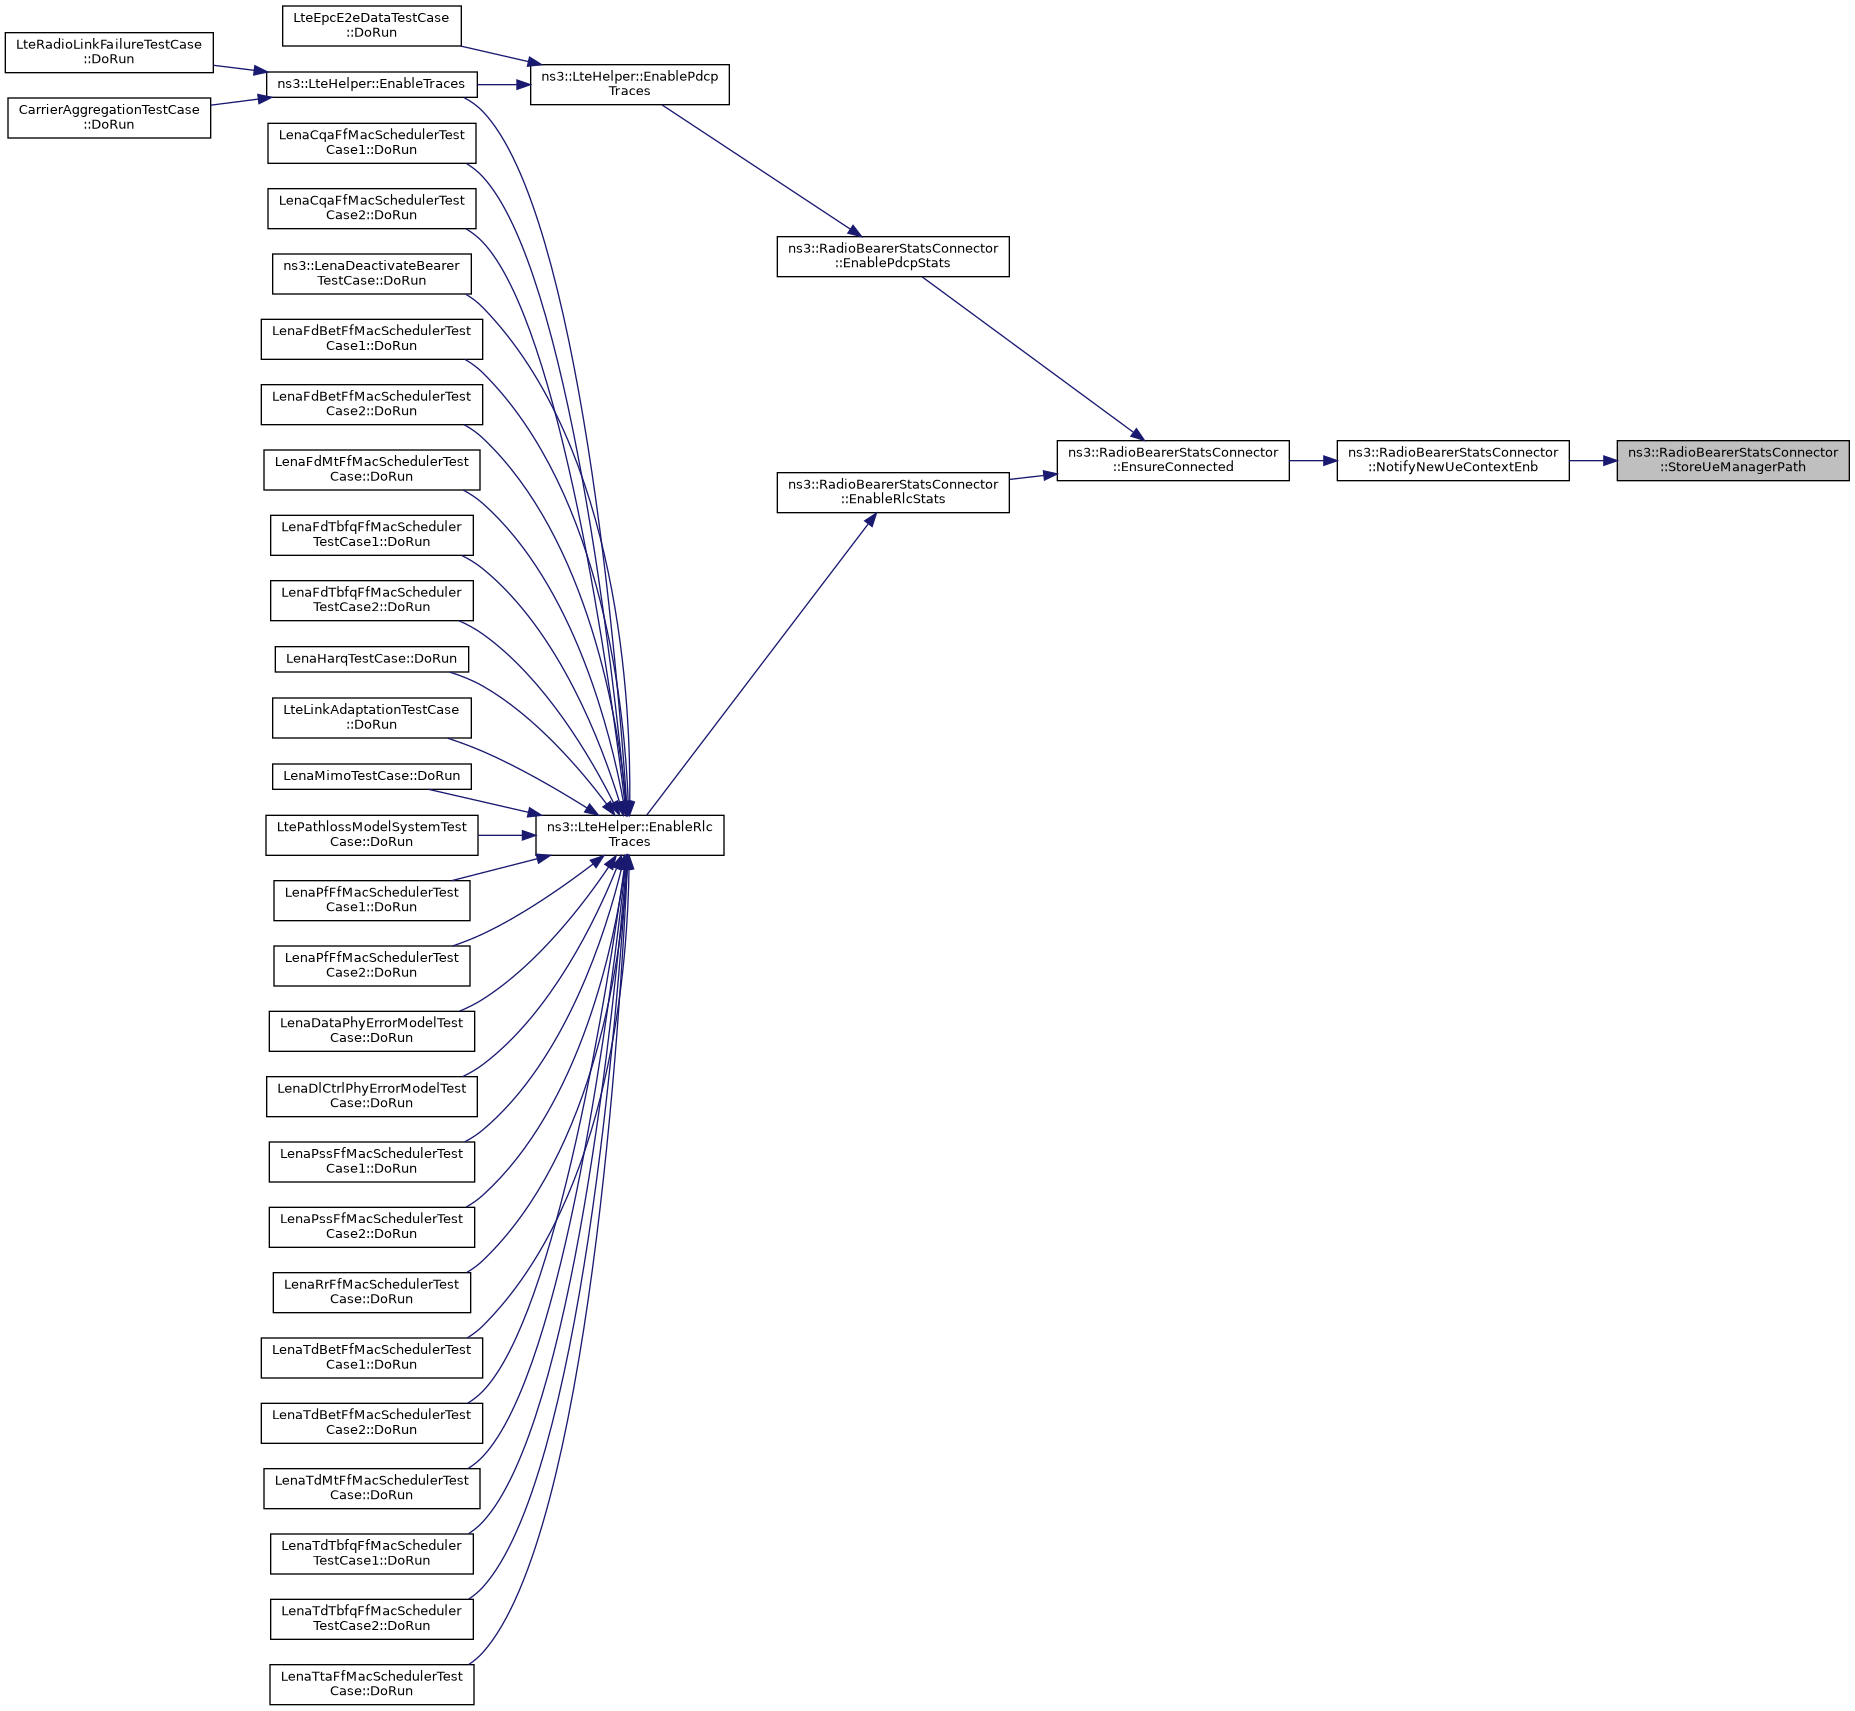 LteEpcE2eDataTestCase
::DoRun
LteRadioLinkFailureTestCase
::DoRun
ns3::LteHelper::EnableTraces
ns3::LteHelper::EnablePdcp
Traces
CarrierAggregationTestCase
::DoRun
LenaCqaFfMacSchedulerTest
Case1::DoRun
LenaCqaFfMacSchedulerTest
Case2::DoRun
ns3::RadioBearerStatsConnector
::EnablePdcpStats
ns3::LenaDeactivateBearer
TestCase::DoRun
LenaFdBetFfMacSchedulerTest
Case1::DoRun
LenaFdBetFfMacSchedulerTest
Case2::DoRun
LenaFdMtFfMacSchedulerTest
Case::DoRun
ns3::RadioBearerStatsConnector
::EnsureConnected
ns3::RadioBearerStatsConnector
::NotifyNewUeContextEnb
ns3::RadioBearerStatsConnector
::StoreUeManagerPath
ns3::RadioBearerStatsConnector
::EnableRlcStats
LenaFdTbfqFfMacScheduler
TestCase1::DoRun
LenaFdTbfqFfMacScheduler
TestCase2::DoRun
LenaHarqTestCase::DoRun
LteLinkAdaptationTestCase
::DoRun
LenaMimoTestCase::DoRun
LtePathlossModelSystemTest
Case::DoRun
ns3::LteHelper::EnableRlc
Traces
LenaPfFfMacSchedulerTest
Case1::DoRun
LenaPfFfMacSchedulerTest
Case2::DoRun
LenaDataPhyErrorModelTest
Case::DoRun
LenaDlCtrlPhyErrorModelTest
Case::DoRun
LenaPssFfMacSchedulerTest
Case1::DoRun
LenaPssFfMacSchedulerTest
Case2::DoRun
LenaRrFfMacSchedulerTest
Case::DoRun
LenaTdBetFfMacSchedulerTest
Case1::DoRun
LenaTdBetFfMacSchedulerTest
Case2::DoRun
LenaTdMtFfMacSchedulerTest
Case::DoRun
LenaTdTbfqFfMacScheduler
TestCase1::DoRun
LenaTdTbfqFfMacScheduler
TestCase2::DoRun
LenaTtaFfMacSchedulerTest
Case::DoRun